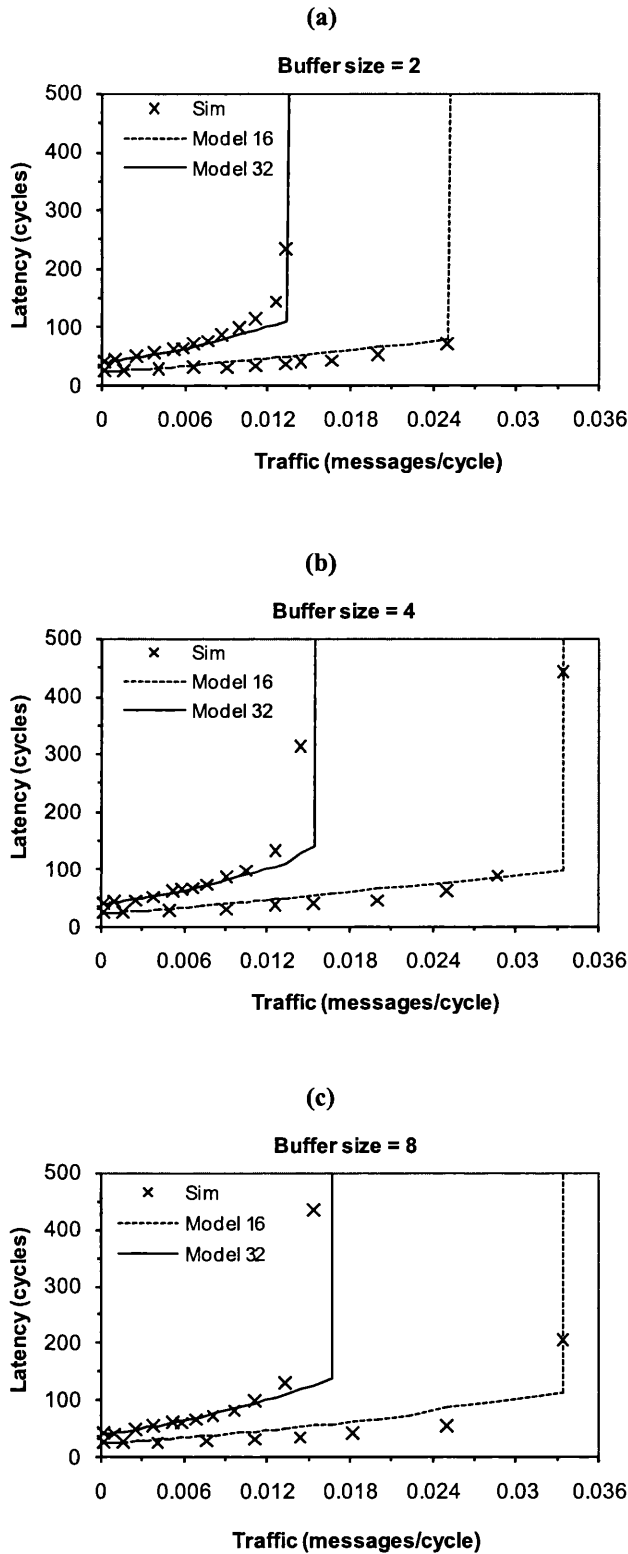 (a)
Buffer size = 2
500
400
300
200
100
0
Latency (cycles)
Sim
Model 16
Model 32
0 0.006 0.012 0.018 0.024 0.03 0.036
Traffic (messages/cycle)
(b)
Buffer size = 4
500
400
300
200
100
0
Latency (cycles)
Sim
Model 16
Model 32
0 0.006 0.012 0.018 0.024 0.03 0.036
Traffic (messages/cycle)
(c)
Buffer size = 8
500
400
300
200
100
0
Latency (cycles)
Sim
Model 16
Model 32
0 0.006 0.012 0.018 0.024 0.03 0.036
Traffic (messages/cycle)